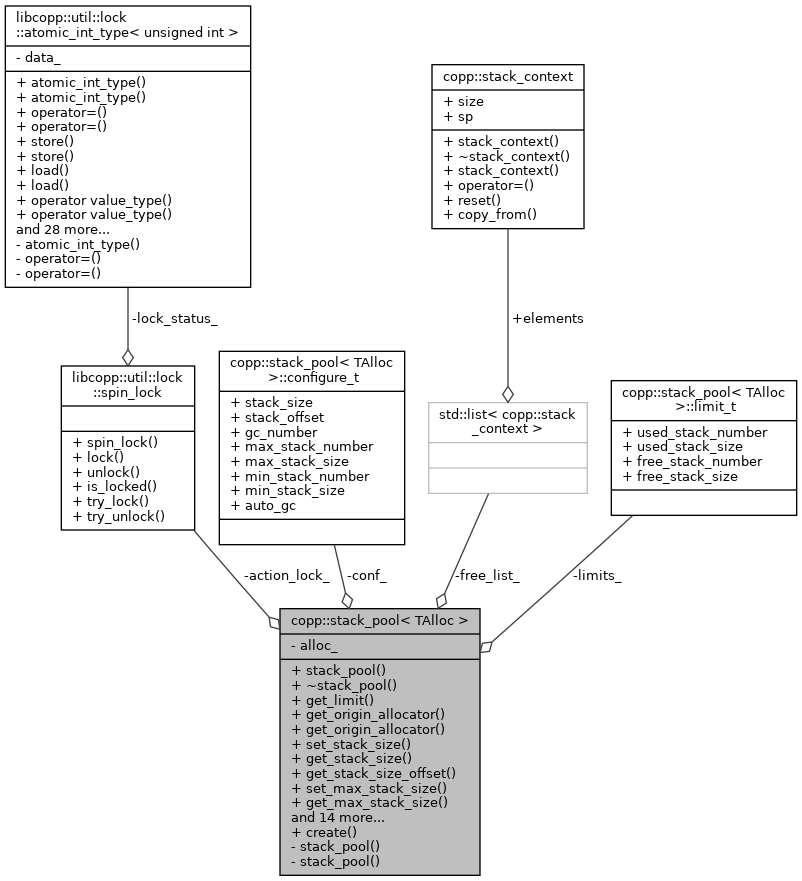 libcopp::util::lock
::atomic_int_type< unsigned int >
- data_
+ atomic_int_type()
+ atomic_int_type()
+ operator=()
+ operator=()
+ store()
+ store()
+ load()
+ load()
+ operator value_type()
+ operator value_type()
and 28 more...
- atomic_int_type()
- operator=()
- operator=()
copp::stack_context
+ size
+ sp
+ stack_context()
+ ~stack_context()
+ stack_context()
+ operator=()
+ reset()
+ copy_from()
-lock_status_
+elements
libcopp::util::lock
::spin_lock
+ spin_lock()
+ lock()
+ unlock()
+ is_locked()
+ try_lock()
+ try_unlock()
copp::stack_pool< TAlloc
>::configure_t
+ stack_size
+ stack_offset
+ gc_number
+ max_stack_number
+ max_stack_size
+ min_stack_number
+ min_stack_size
+ auto_gc
std::list< copp::stack
_context >
copp::stack_pool< TAlloc
>::limit_t
+ used_stack_number
+ used_stack_size
+ free_stack_number
+ free_stack_size
-action_lock_
-conf_
-free_list_
-limits_
copp::stack_pool< TAlloc >
- alloc_
+ stack_pool()
+ ~stack_pool()
+ get_limit()
+ get_origin_allocator()
+ get_origin_allocator()
+ set_stack_size()
+ get_stack_size()
+ get_stack_size_offset()
+ set_max_stack_size()
+ get_max_stack_size()
and 14 more...
+ create()
- stack_pool()
- stack_pool()